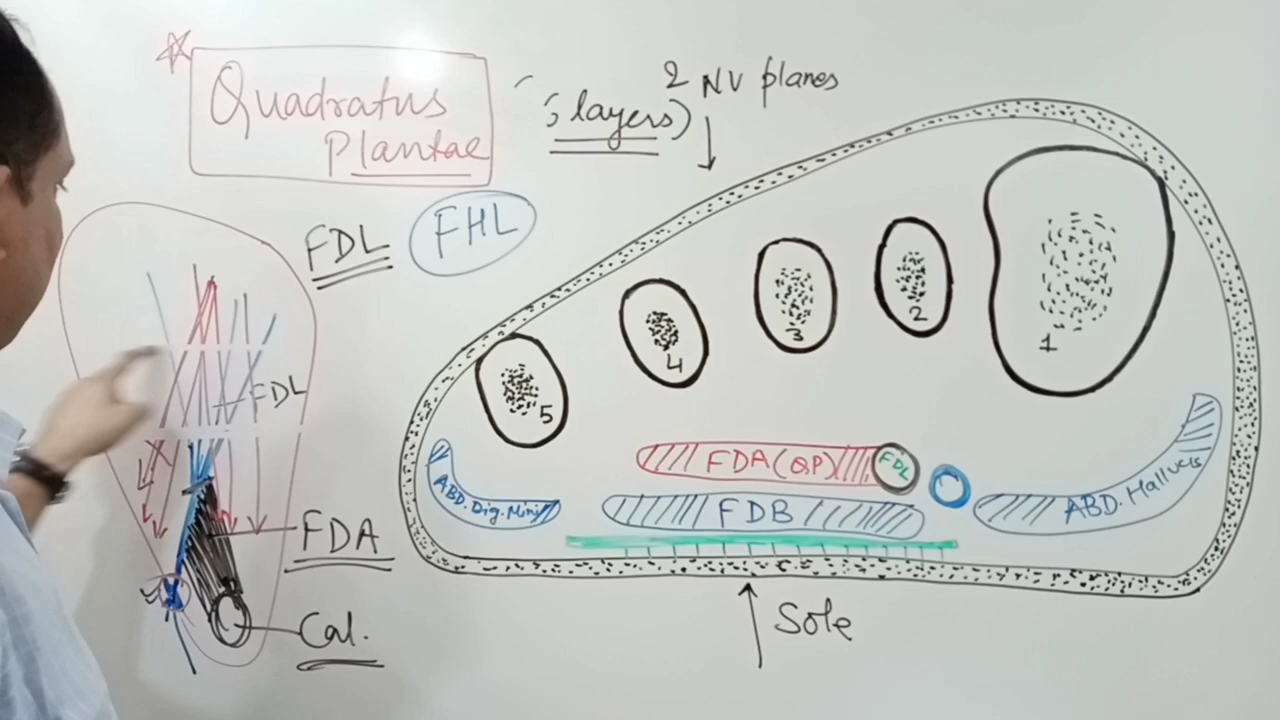 Quadratus
Plantae
layers)
2 NV planes
FDL
FHL
FDL
FDA
Cal.
5
4
3
2
1
FDA(QP)
FDL
ABD. Dig. Mini
FDB
ABD. Hallucis
Sole